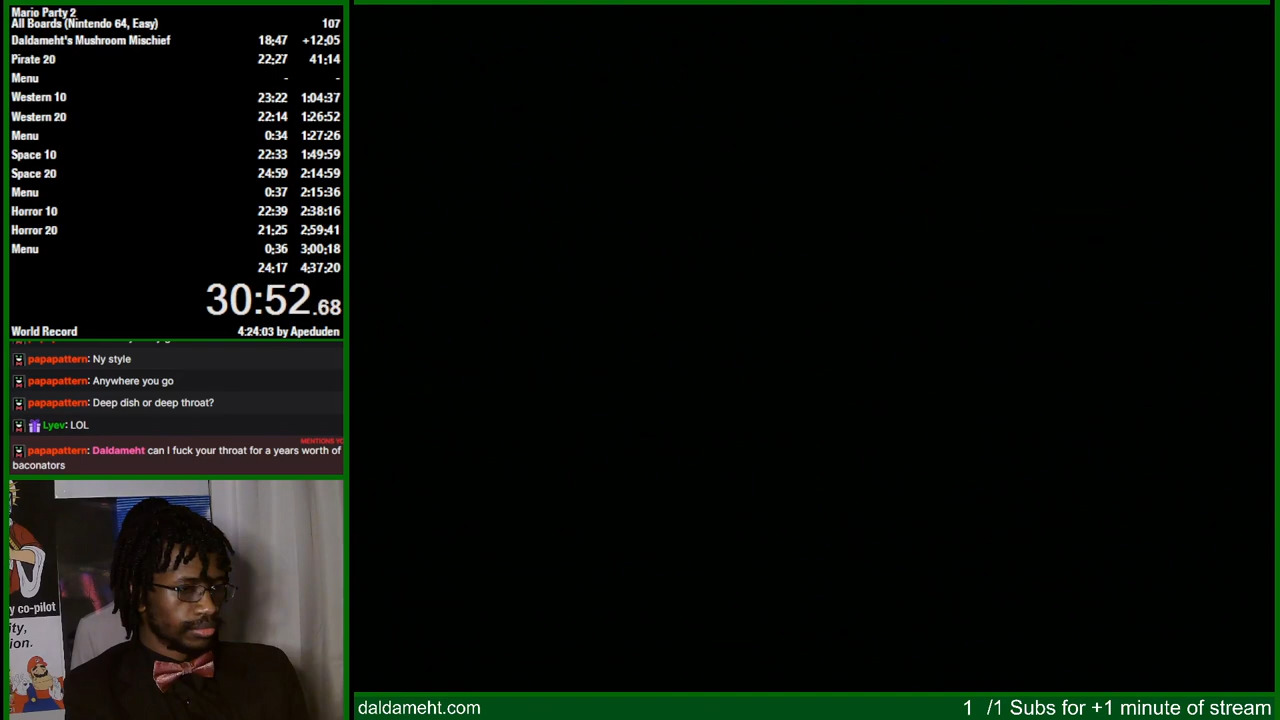 Mario Party 2
All Boards (Nintendo 64, Easy) 107
Daldameht's Mushroom Mischief 18:47 +12:05
Pirate 20 22:27 41:14
Menu - -
Western 10 23:22 1:04:37
Western 20 22:14 1:26:52
Menu 0:34 1:27:26
Space 10 22:33 1:49:59
Space 20 24:59 2:14:59
Menu 0:37 2:15:36
Horror 10 22:39 2:38:16
Horror 20 21:25 2:59:41
Menu 0:36 3:00:18
24:17 4:37:20
30:52.68
World Record 4:24:03 by Apeduden
papapattern: Ny style
papapattern: Anywhere you go
papapattern: Deep dish or deep throat?
Lyev: LOL
MENTIONS YO
papapattern: Daldameht can I fuck your throat for a years worth of
baconators
y co-pilot
ity,
ion.
daldameht.com
1 /1 Subs for +1 minute of stream